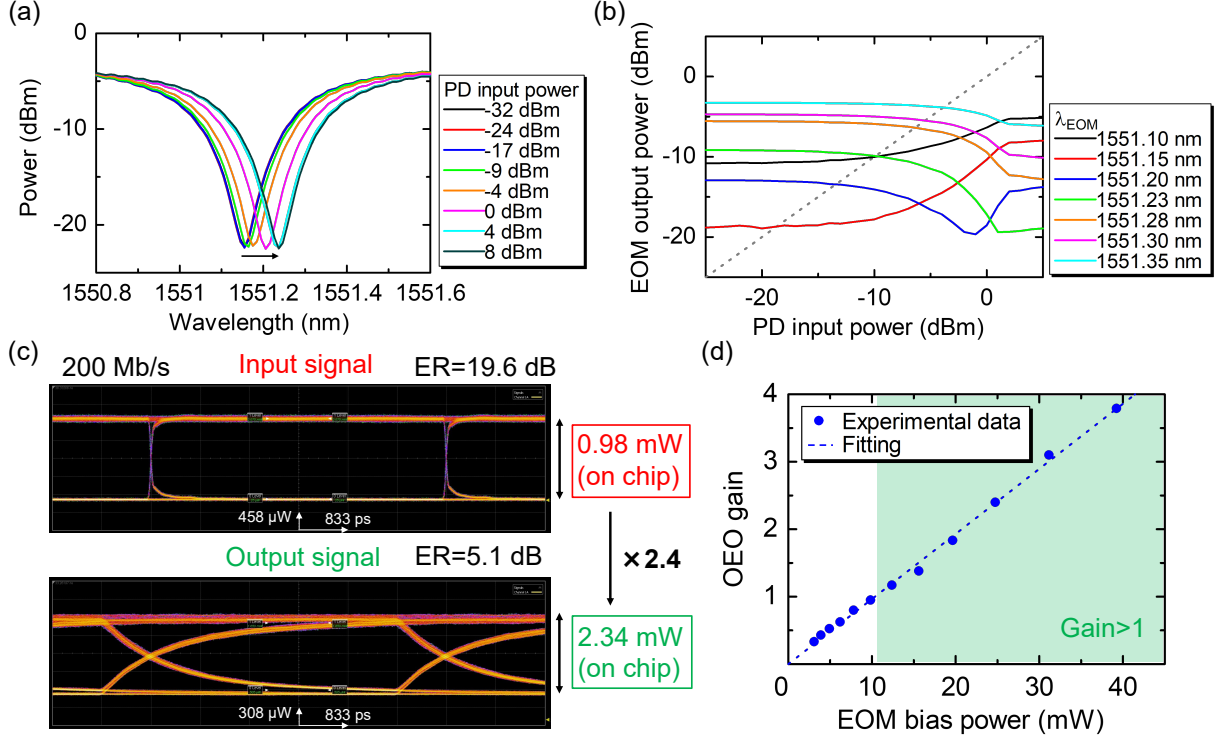 (a)
0
-10
-20
Power (dBm)
1550.8
1551
1551.2
1551.4
1551.6
Wavelength (nm)
PD input power
-32 dBm
-24 dBm
-17 dBm
-9 dBm
-4 dBm
0 dBm
4 dBm
8 dBm
(b)
5
0
-5
-10
-15
-20
-25
EOM output power (dBm)
-20
-10
0
PD input power (dBm)
λEOM
1551.10 nm
1551.15 nm
1551.20 nm
1551.23 nm
1551.28 nm
1551.30 nm
1551.35 nm
(c)
200 Mb/s
Input signal
ER=19.6 dB
458 μW
833 ps
0.98 mW
(on chip)
×2.4
Output signal
ER=5.1 dB
308 μW
833 ps
2.34 mW
(on chip)
(d)
4
3
2
1
0
OEO gain
Experimental data
Fitting
Gain>1
10
20
30
40
EOM bias power (mW)